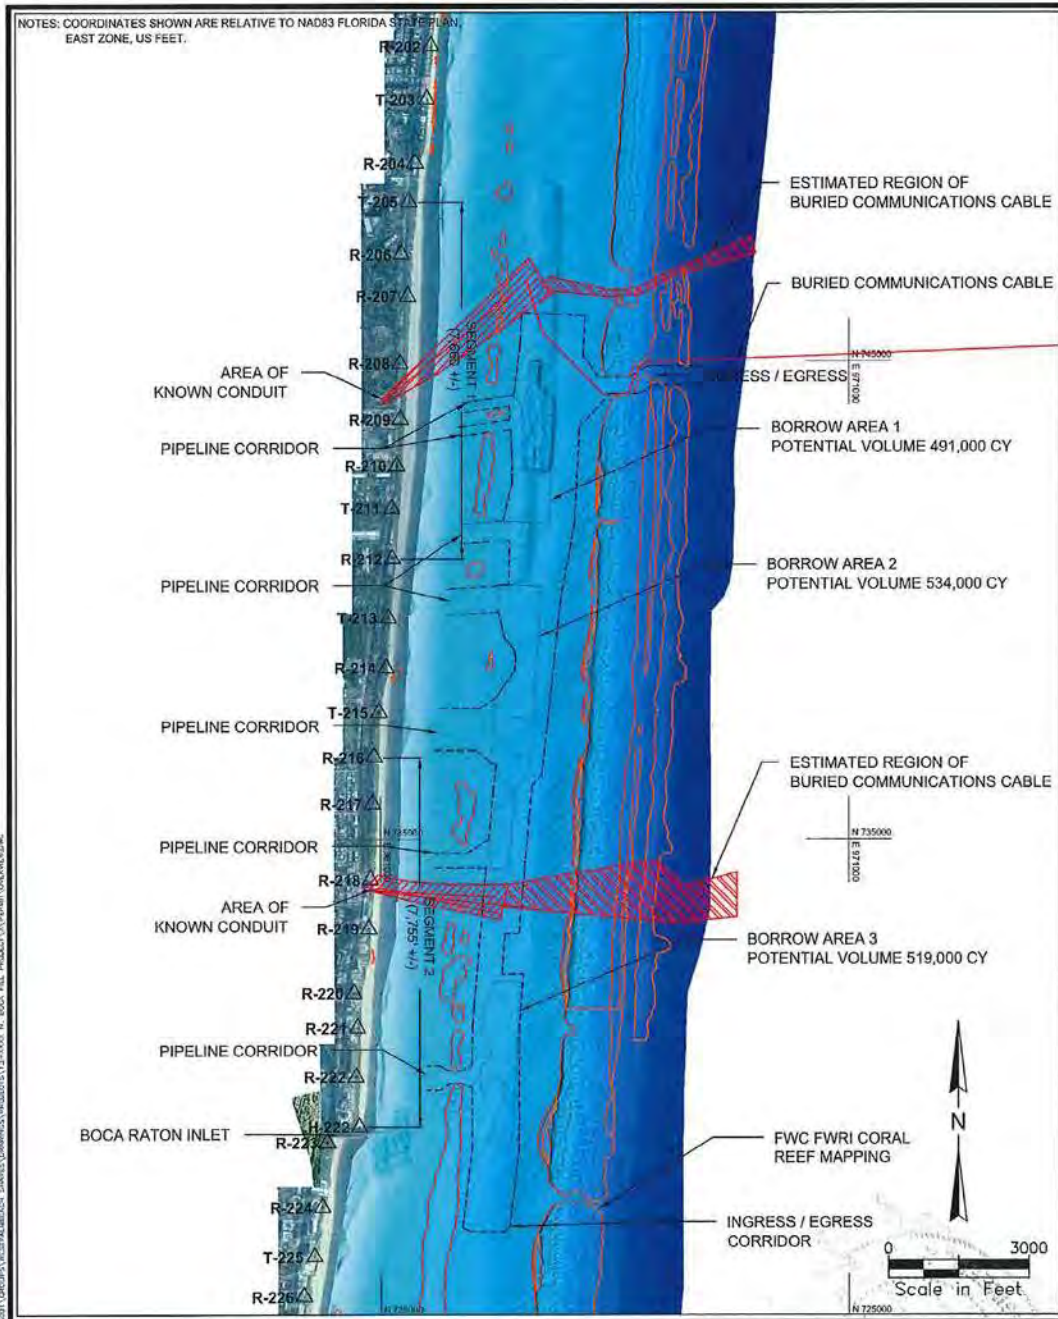 NOTES: COORDINATES SHOWN ARE RELATIVE TO NAD83 FLORIDA STATE PLAN,
EAST ZONE, US FEET.
R-202
T-203
R-204
T-205
R-206
R-207
R-208
R-209
R-210
T-211
R-212
T-213
R-214
T-215
R-216
R-217
R-218
R-219
R-220
R-221
R-222
H-222
R-223
R-224
T-225
R-226
AREA OF
KNOWN CONDUIT
PIPELINE CORRIDOR
PIPELINE CORRIDOR
PIPELINE CORRIDOR
PIPELINE CORRIDOR
AREA OF
KNOWN CONDUIT
PIPELINE CORRIDOR
BOCA RATON INLET
SEGMENT 1
SEGMENT 2
(7,755' +/-)
ESTIMATED REGION OF
BURIED COMMUNICATIONS CABLE
BURIED COMMUNICATIONS CABLE
N 745000
E 971000
INGRESS / EGRESS
BORROW AREA 1
POTENTIAL VOLUME 491,000 CY
BORROW AREA 2
POTENTIAL VOLUME 534,000 CY
ESTIMATED REGION OF
BURIED COMMUNICATIONS CABLE
N 735000
E 971000
N 735000
BORROW AREA 3
POTENTIAL VOLUME 519,000 CY
FWC FWRI CORAL
REEF MAPPING
INGRESS / EGRESS
CORRIDOR
N
0 3000
Scale in Feet
N 725000
N 725000